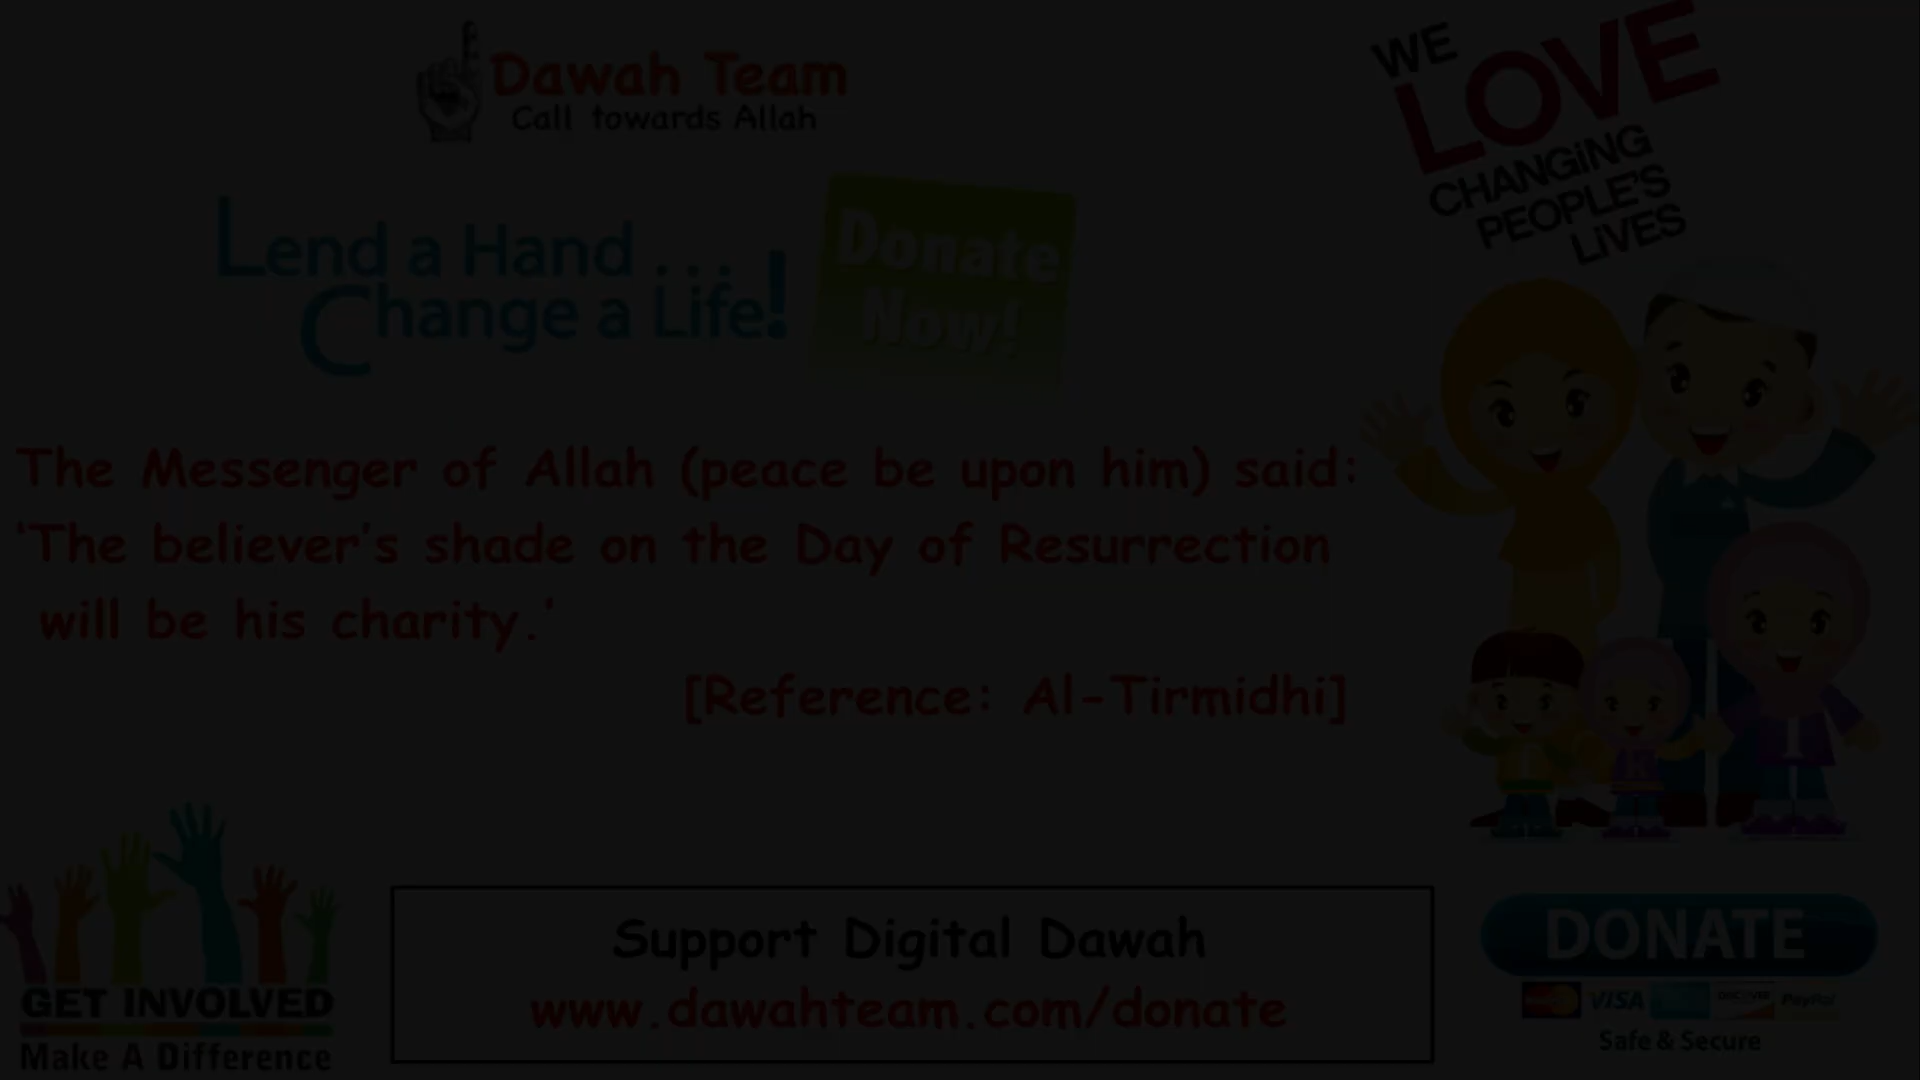 Dawah Team
Call towards Allah
WE
LOVE
CHANGiNG
PEOPLE'S
LiVES
Lend a Hand ...
Change a Life!
Donate
Now!
The Messenger of Allah (peace be upon him) said:
‘The believer’s shade on the Day of Resurrection
will be his charity.’
[Reference: Al-Tirmidhi]
GET INVOLVED
Make A Difference
Support Digital Dawah
www.dawahteam.com/donate
DONATE
VISA DISCOVER PayPal
Safe & Secure